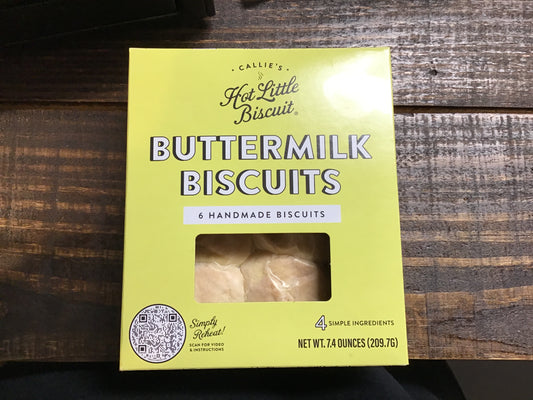 · CALLIE'S ·
Hot Little
Biscuit®
BUTTERMILK
BISCUITS
6 HANDMADE BISCUITS
Simply
Reheat!
SCAN FOR VIDEO
& INSTRUCTIONS
4 SIMPLE INGREDIENTS
NET WT. 7.4 OUNCES (209.7G)